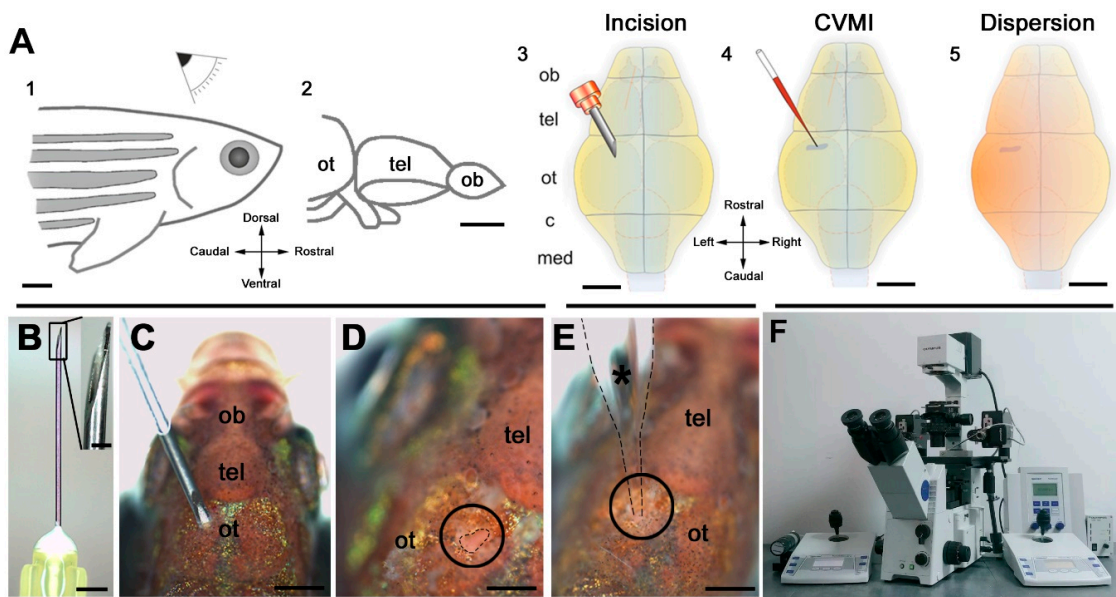 A
Incision
CVMI
Dispersion
1
2
3
4
5
ob
tel
ot
c
med
ot
tel
ob
Dorsal
Caudal
Rostral
Ventral
Rostral
Left
Right
Caudal
B
C
D
E
F
ob
tel
ot
tel
ot
*
tel
ot
OLYMPUS